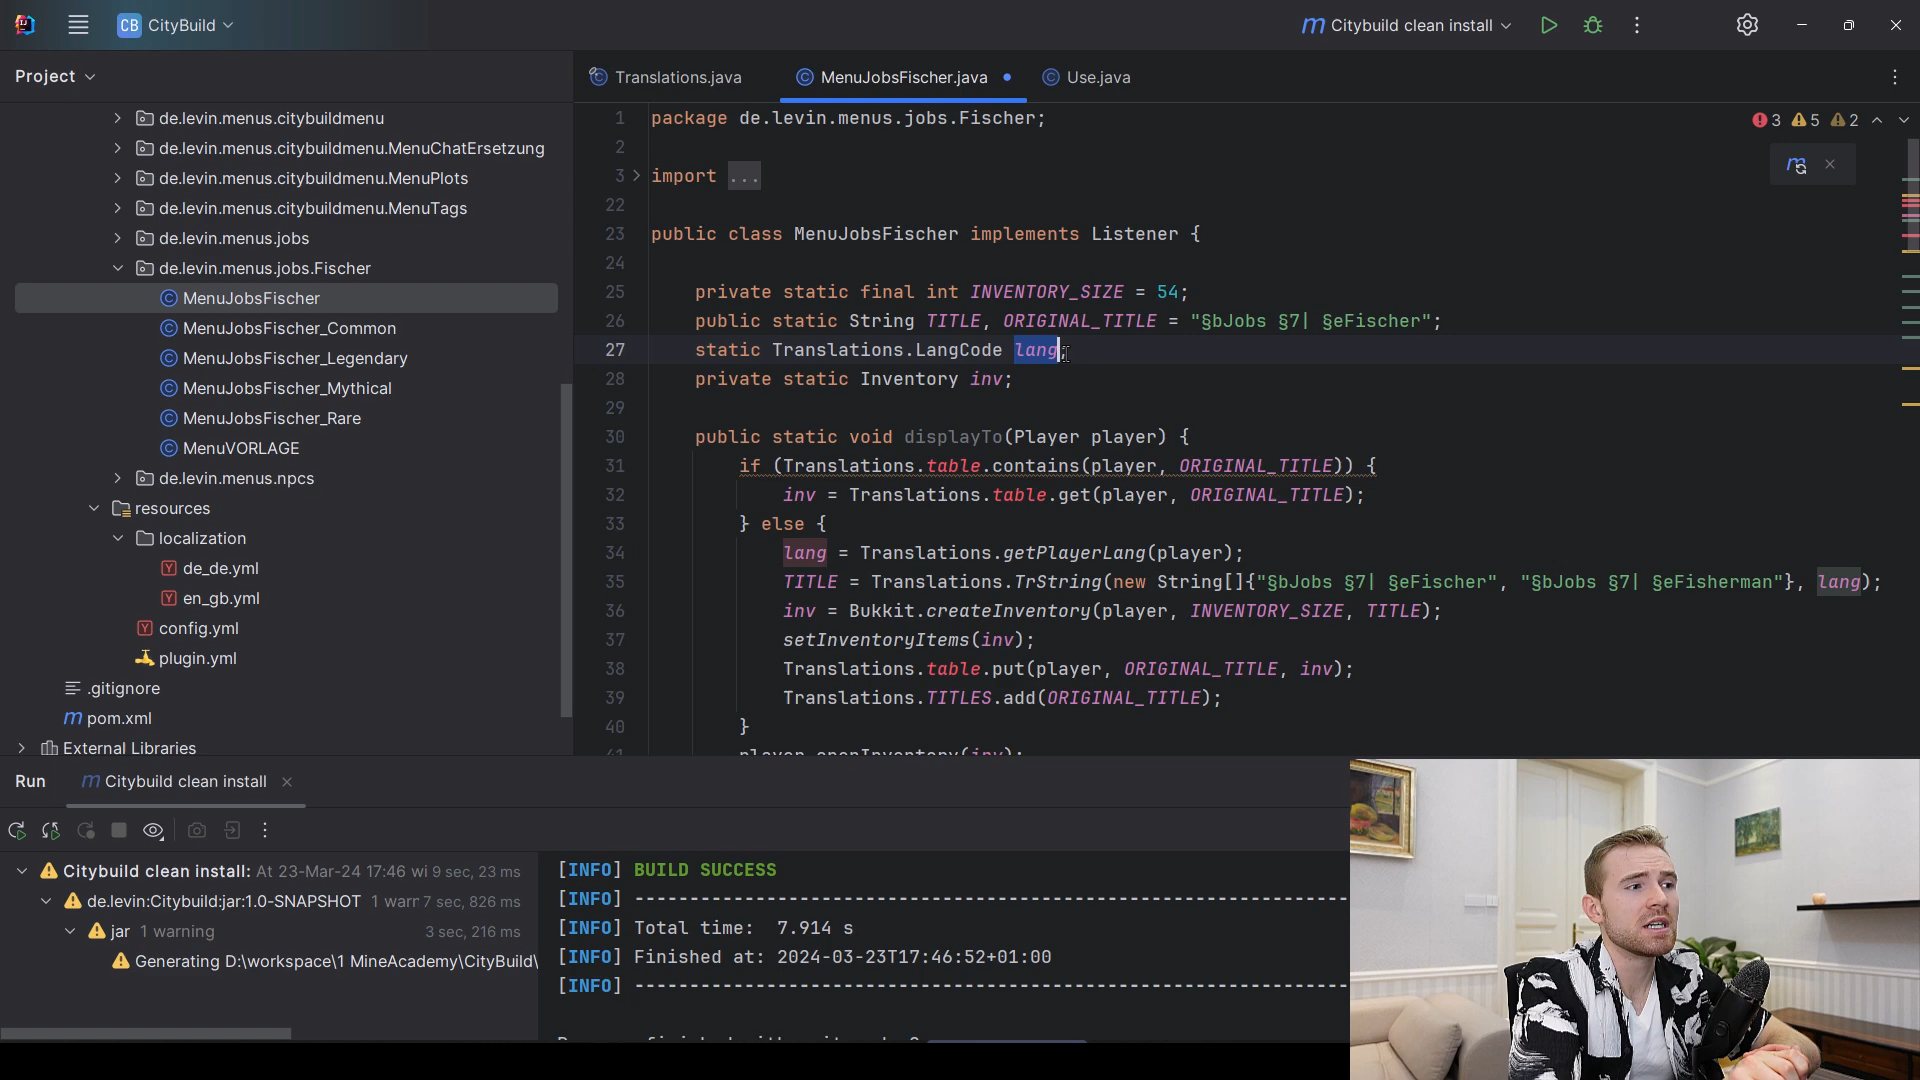 CB CityBuild
m Citybuild clean install
Project
Translations.java
MenuJobsFischer.java
Use.java
de.levin.menus.citybuildmenu
de.levin.menus.citybuildmenu.MenuChatErsetzung
de.levin.menus.citybuildmenu.MenuPlots
de.levin.menus.citybuildmenu.MenuTags
de.levin.menus.jobs
de.levin.menus.jobs.Fischer
MenuJobsFischer
MenuJobsFischer_Common
MenuJobsFischer_Legendary
MenuJobsFischer_Mythical
MenuJobsFischer_Rare
MenuVORLAGE
de.levin.menus.npcs
resources
localization
de_de.yml
en_gb.yml
config.yml
plugin.yml
.gitignore
m pom.xml
External Libraries
3 5 2
1 package de.levin.menus.jobs.Fischer;
2
3 import ...
22
23 public class MenuJobsFischer implements Listener {
24
25 private static final int INVENTORY_SIZE = 54;
26 public static String TITLE, ORIGINAL_TITLE = "§bJobs §7| §eFischer";
27 static Translations.LangCode lang;
28 private static Inventory inv;
29
30 public static void displayTo(Player player) {
31 if (Translations.table.contains(player, ORIGINAL_TITLE)) {
32 inv = Translations.table.get(player, ORIGINAL_TITLE);
33 } else {
34 lang = Translations.getPlayerLang(player);
35 TITLE = Translations.TrString(new String[]{"§bJobs §7| §eFischer", "§bJobs §7| §eFisherman"}, lang);
36 inv = Bukkit.createInventory(player, INVENTORY_SIZE, TITLE);
37 setInventoryItems(inv);
38 Translations.table.put(player, ORIGINAL_TITLE, inv);
39 Translations.TITLES.add(ORIGINAL_TITLE);
40 }
41 player.openInventory(inv);
Run
m Citybuild clean install
Citybuild clean install: At 23-Mar-24 17:46 wi 9 sec, 23 ms
de.levin:Citybuild:jar:1.0-SNAPSHOT 1 warr 7 sec, 826 ms
jar 1 warning 3 sec, 216 ms
Generating D:\workspace\1 MineAcademy\CityBuild\
[INFO] BUILD SUCCESS
[INFO] ----------------------------------------------------------------
[INFO] Total time: 7.914 s
[INFO] Finished at: 2024-03-23T17:46:52+01:00
[INFO] ----------------------------------------------------------------